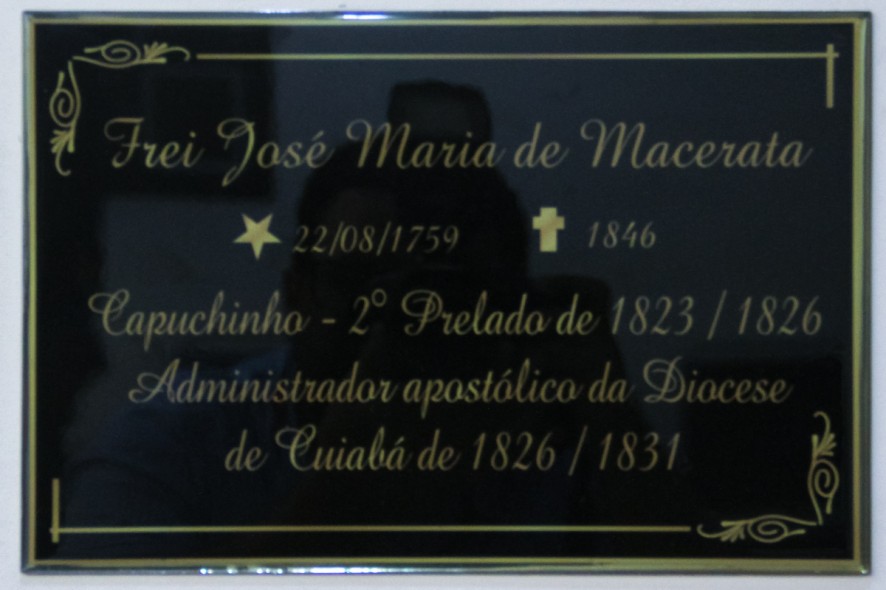 Frei José Maria de Macerata
22/08/1759 1846
Capuchinho - 2° Prelado de 1823 / 1826
Administrador apostólico da Diocese
de Cuiabá de 1826 / 1831